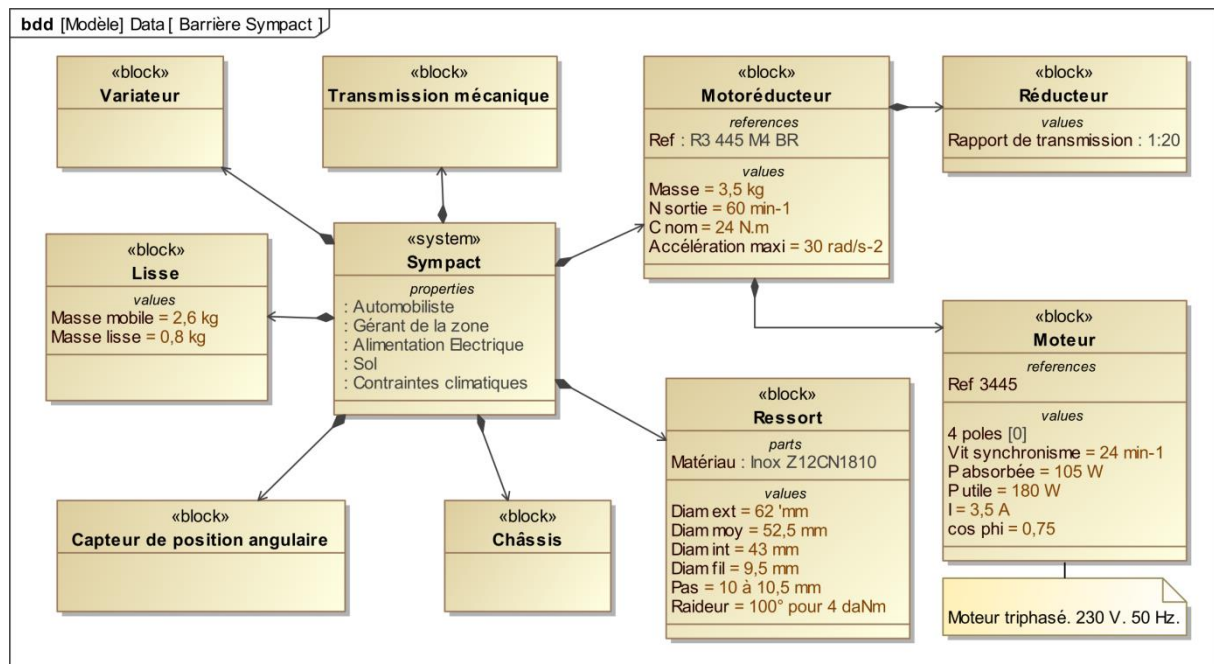 bdd [Modèle] Data [ Barrière Sympact ]
«block»
Variateur
«block»
Transmission mécanique
«block»
Motoréducteur
references
Ref : R3 445 M4 BR
values
Masse = 3,5 kg
N sortie = 60 min-1
C nom = 24 N.m
Accélération maxi = 30 rad/s-2
«block»
Réducteur
values
Rapport de transmission : 1:20
«block»
Lisse
values
Masse mobile = 2,6 kg
Masse lisse = 0,8 kg
«system»
Sympact
properties
: Automobiliste
: Gérant de la zone
: Alimentation Electrique
: Sol
: Contraintes climatiques
«block»
Moteur
references
Ref 3445
values
4 poles [0]
Vit synchronisme = 24 min-1
P absorbée = 105 W
P utile = 180 W
I = 3,5 A
cos phi = 0,75
«block»
Ressort
parts
Matériau : Inox Z12CN1810
values
Diam ext = 62 'mm
Diam moy = 52,5 mm
Diam int = 43 mm
Diam fil = 9,5 mm
Pas = 10 à 10,5 mm
Raideur = 100° pour 4 daNm
«block»
Capteur de position angulaire
«block»
Châssis
Moteur triphasé. 230 V. 50 Hz.